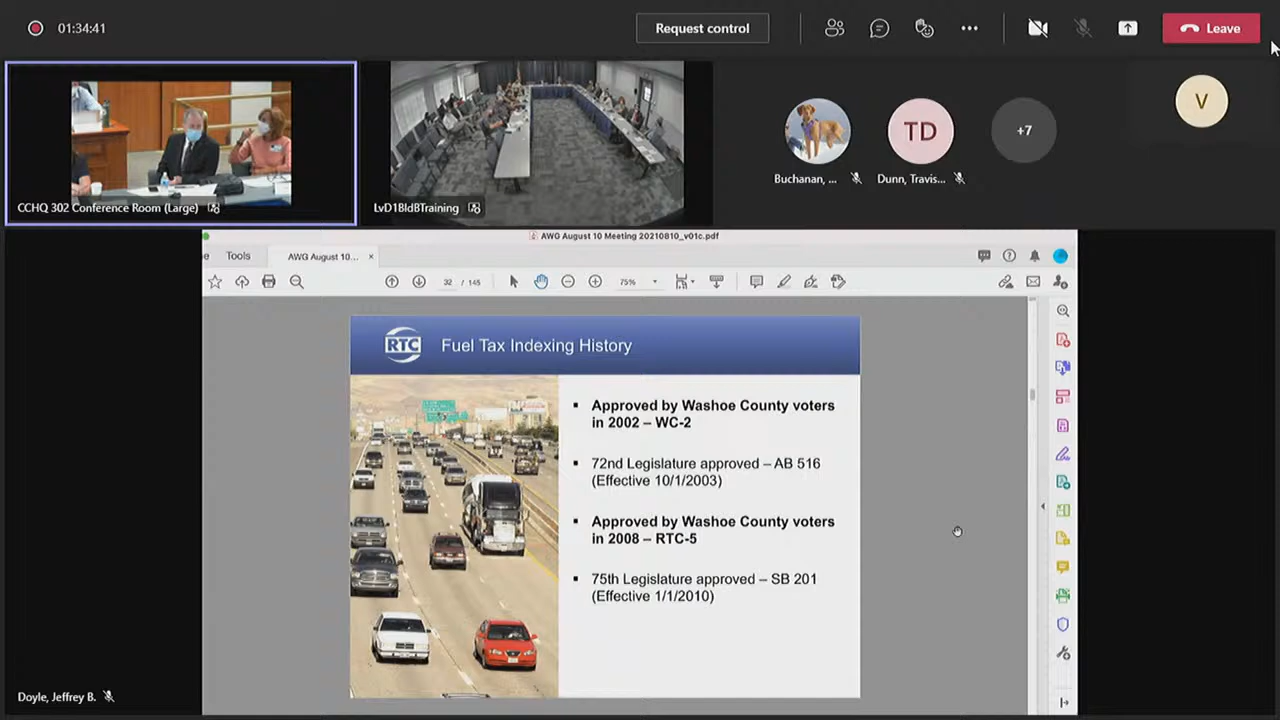 01:34:41
Request control
Leave
CCHQ 302 Conference Room (Large)
LvD1BldBTraining
Buchanan, ...
TD
Dunn, Travis...
+7
V
AWG August 10 Meeting 20210810_v01c.pdf
e
Tools
AWG August 10... ×
32 / 145
75%
RTC
Fuel Tax Indexing History
▪ Approved by Washoe County voters
in 2002 – WC-2
▪ 72nd Legislature approved – AB 516
(Effective 10/1/2003)
▪ Approved by Washoe County voters
in 2008 – RTC-5
▪ 75th Legislature approved – SB 201
(Effective 1/1/2010)
Doyle, Jeffrey B.